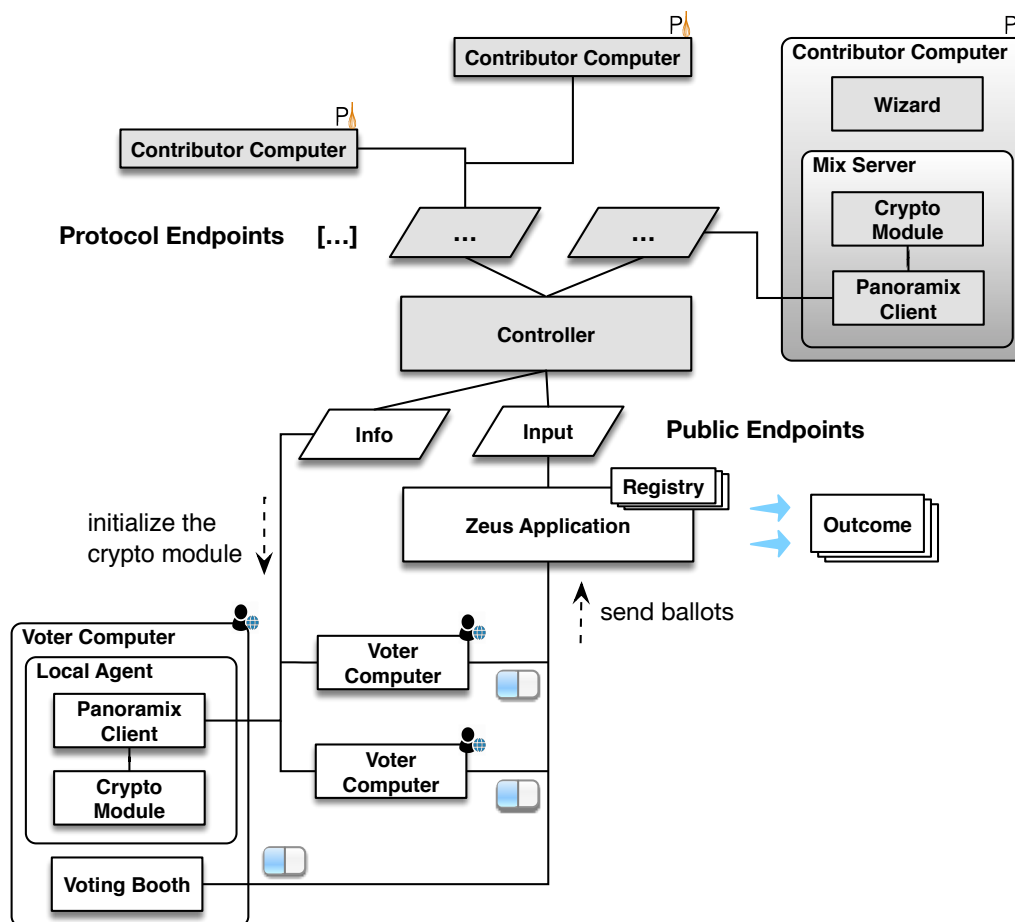 P
Contributor Computer
P
Contributor Computer
P
Contributor Computer
Wizard
Mix Server
Crypto
Module
Panoramix
Client
Protocol Endpoints [...]
...
...
Controller
Info
Input
Public Endpoints
Registry
Zeus Application
Outcome
initialize the
crypto module
send ballots
Voter Computer
Local Agent
Panoramix
Client
Crypto
Module
Voting Booth
Voter
Computer
Voter
Computer